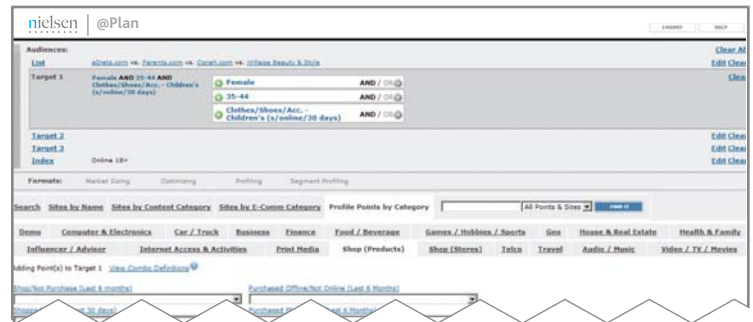 nielsen @Plan
LOGOUT HELP
Audiences: Clear Al
List eDiets.com vs. Parents.com vs. Oprah.com vs. iVillage Beauty & Style Edit Clear
Target 1 Female AND 35-44 AND Clothes/Shoes/Acc. - Children's (s/online/30 days) Clea
Female AND / OR
35-44 AND / OR
Clothes/Shoes/Acc. - Children's (s/online/30 days) AND / OR
Target 2 Edit Clear
Target 3 Edit Clear
Index Online 18+ Edit Clear
Formats: Market Sizing Optimizing Profiling Segment Profiling
Search Sites by Name Sites by Content Category Sites by E-Comm Category Profile Points by Category All Points & Sites FIND IT
Demo Computer & Electronics Car / Truck Business Finance Food / Beverage Games / Hobbies / Sports Gen House & Real Estate Health & Family
Influencer / Advisor Internet Access & Activities Print Media Shop (Products) Shop (Stores) Telco Travel Audio / Music Video / TV / Movies
Adding Point(s) to Target 1 View Combo Definitions
Shop/Not Purchase (Last 6 months) Purchased Offline/Not Online (Last 6 Months)